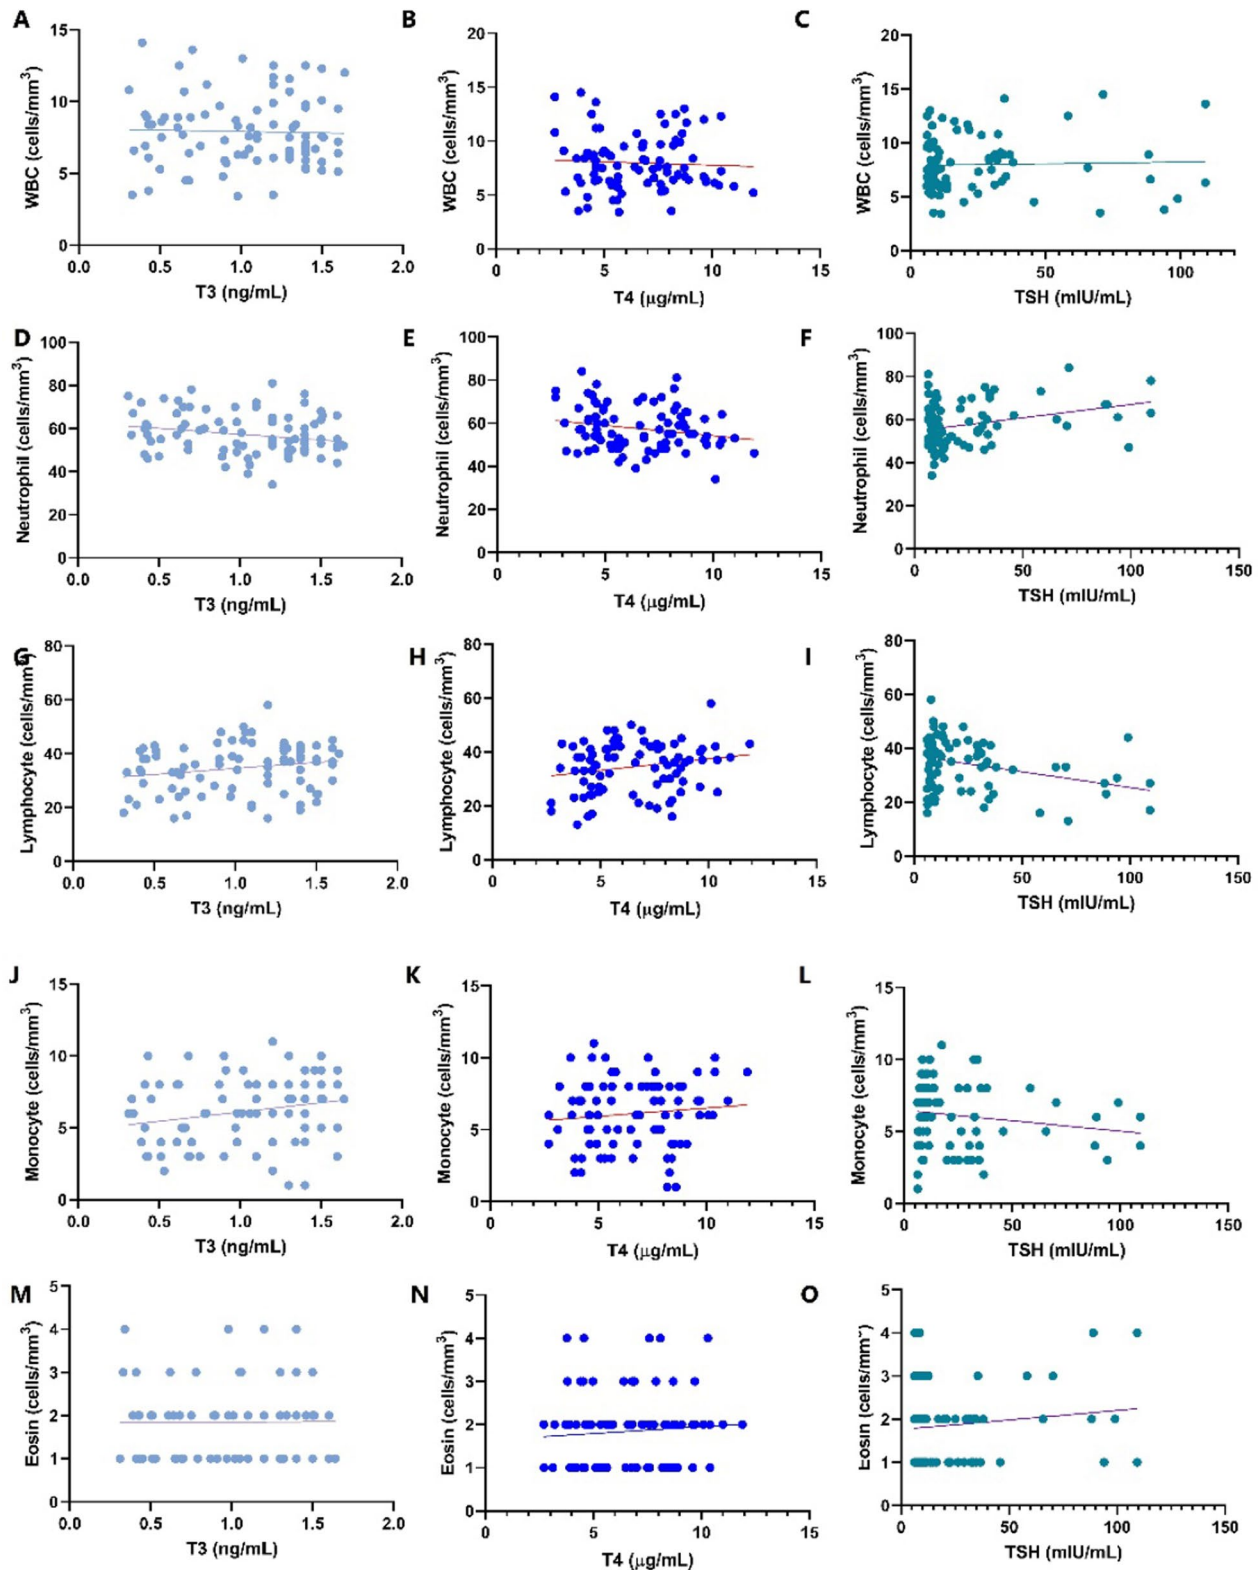 A
B
C
15
10
5
0
WBC (cells/mm³)
0.0 0.5 1.0 1.5 2.0
T3 (ng/mL)
20
15
10
5
0
WBC (cells/mm³)
0 5 10 15
T4 (μg/mL)
20
15
10
5
0
WBC (cells/mm³)
0 50 100
TSH (mIU/mL)
D
E
F
100
80
60
40
20
0
Neutrophil (cells/mm³)
0.0 0.5 1.0 1.5 2.0
T3 (ng/mL)
100
80
60
40
20
0
Neutrophil (cells/mm³)
0 5 10 15
T4 (μg/mL)
100
80
60
40
20
0
Neutrophil (cells/mm³)
0 50 100 150
TSH (mIU/mL)
G
H
I
80
60
40
20
0
Lymphocyte (cells/mm³)
0.0 0.5 1.0 1.5 2.0
T3 (ng/mL)
80
60
40
20
0
Lymphocyte (cells/mm³)
0 5 10 15
T4 (μg/mL)
80
60
40
20
0
Lymphocyte (cells/mm³)
0 50 100 150
TSH (mIU/mL)
J
K
L
15
10
5
0
Monocyte (cells/mm³)
0.0 0.5 1.0 1.5 2.0
T3 (ng/mL)
15
10
5
0
Monocyte (cells/mm³)
0 5 10 15
T4 (μg/mL)
15
10
5
0
Monocyte (cells/mm³)
0 50 100 150
TSH (mIU/mL)
M
N
O
5
4
3
2
1
0
Eosin (cells/mm³)
0.0 0.5 1.0 1.5 2.0
T3 (ng/mL)
5
4
3
2
1
0
Eosin (cells/mm³)
0 5 10 15
T4 (μg/mL)
5
4
3
2
1
0
Eosin (cells/mm³)
0 50 100 150
TSH (mIU/mL)